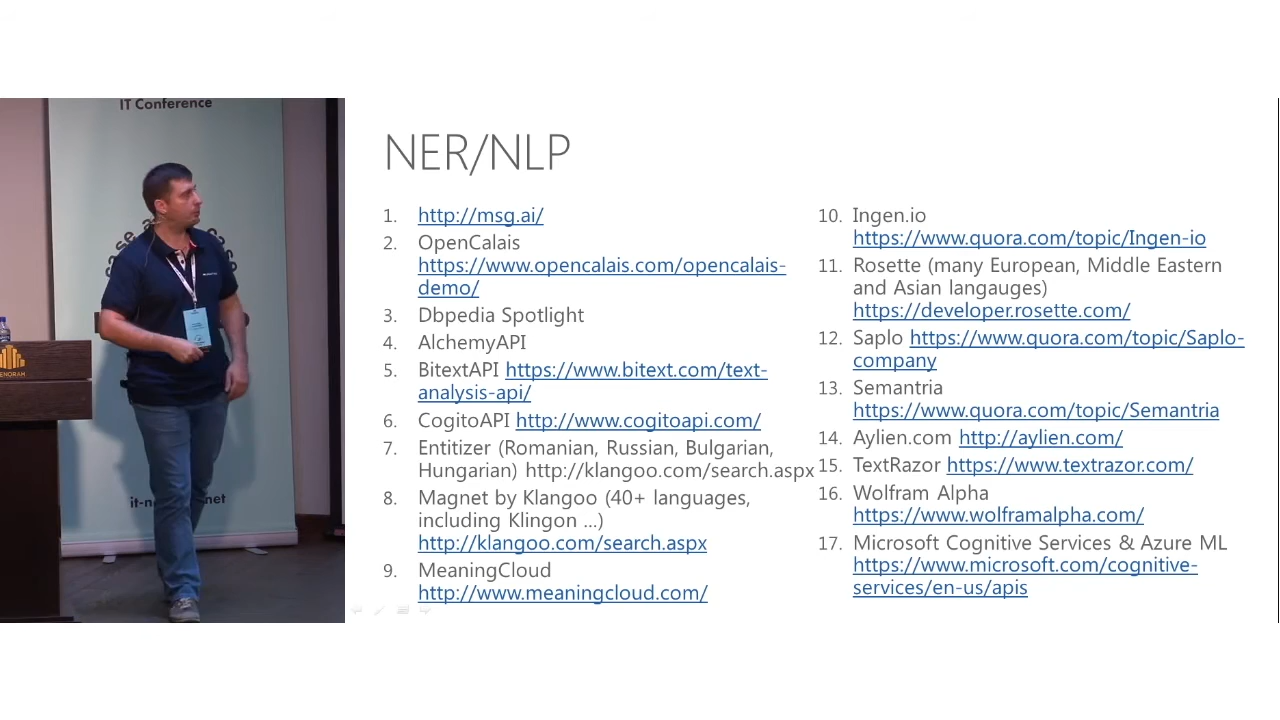 IT Conference
NER/NLP
1. http://msg.ai/
2. OpenCalais
https://www.opencalais.com/opencalais-
demo/
3. Dbpedia Spotlight
4. AlchemyAPI
5. BitextAPI https://www.bitext.com/text-
analysis-api/
6. CogitoAPI http://www.cogitoapi.com/
7. Entitizer (Romanian, Russian, Bulgarian,
Hungarian) http://klangoo.com/search.aspx
8. Magnet by Klangoo (40+ languages,
including Klingon ...)
http://klangoo.com/search.aspx
9. MeaningCloud
http://www.meaningcloud.com/
10. Ingen.io
https://www.quora.com/topic/Ingen-io
11. Rosette (many European, Middle Eastern
and Asian langauges)
https://developer.rosette.com/
12. Saplo https://www.quora.com/topic/Saplo-
company
13. Semantria
https://www.quora.com/topic/Semantria
14. Aylien.com http://aylien.com/
15. TextRazor https://www.textrazor.com/
16. Wolfram Alpha
https://www.wolframalpha.com/
17. Microsoft Cognitive Services & Azure ML
https://www.microsoft.com/cognitive-
services/en-us/apis